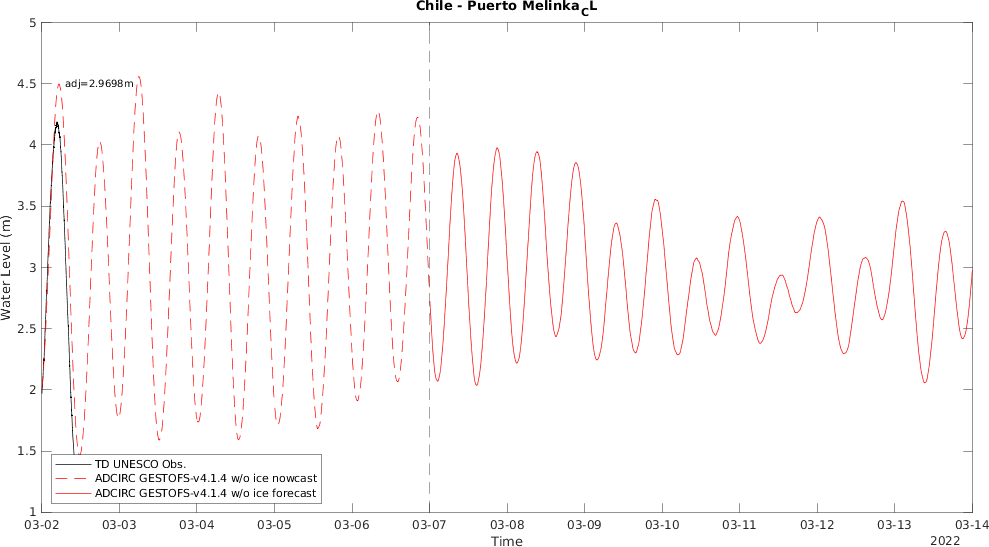 Chile - Puerto Melinka_CL
5
4.5
4
3.5
3
2.5
2
1.5
1
Water Level (m)
adj=2.9698m
TD UNESCO Obs.
ADCIRC GESTOFS-v4.1.4 w/o ice nowcast
ADCIRC GESTOFS-v4.1.4 w/o ice forecast
03-02 03-03 03-04 03-05 03-06 03-07 03-08 03-09 03-10 03-11 03-12 03-13 03-14
Time
2022